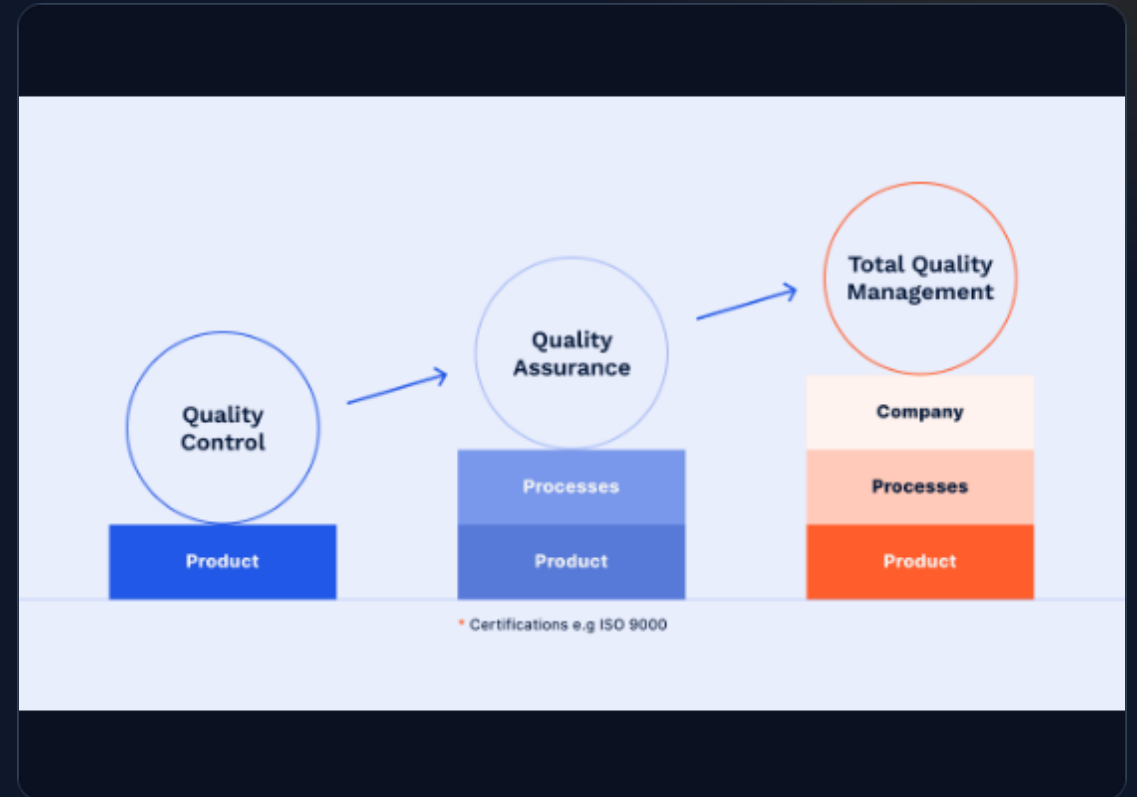 Total Quality
Management
Quality
Assurance
Quality
Control
Company
Processes
Processes
Product
Product
Product
* Certifications e.g ISO 9000